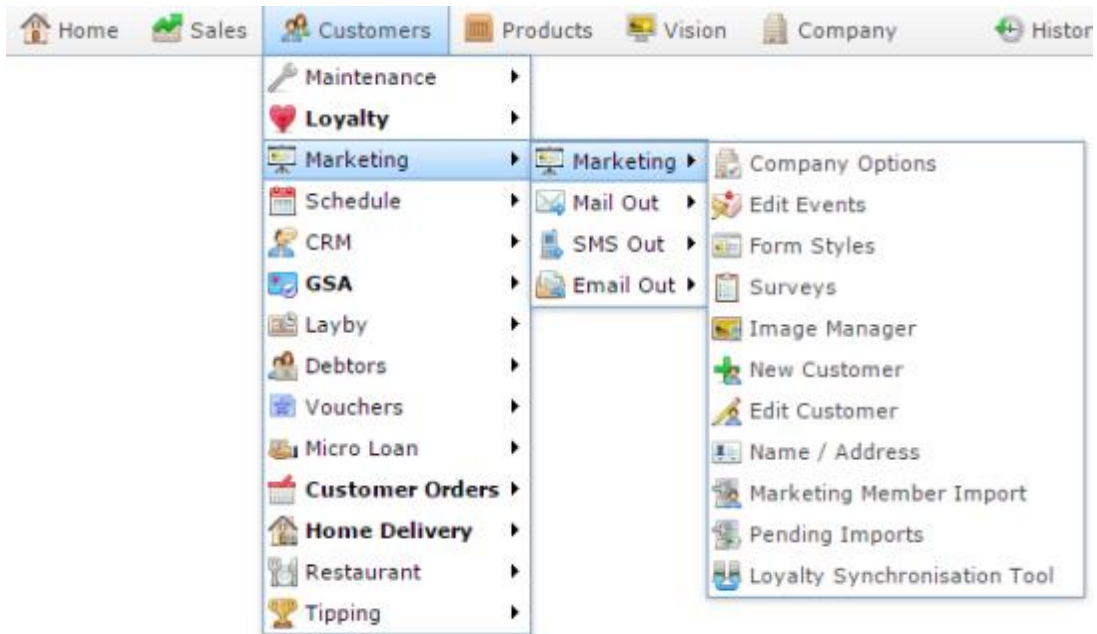 Home Sales Customers Products Vision Company Histor
Maintenance
Loyalty
Marketing Marketing Company Options
Schedule Mail Out Edit Events
CRM SMS Out Form Styles
GSA Email Out Surveys
Layby Image Manager
Debtors New Customer
Vouchers Edit Customer
Micro Loan Name / Address
Customer Orders Marketing Member Import
Home Delivery Pending Imports
Restaurant Loyalty Synchronisation Tool
Tipping